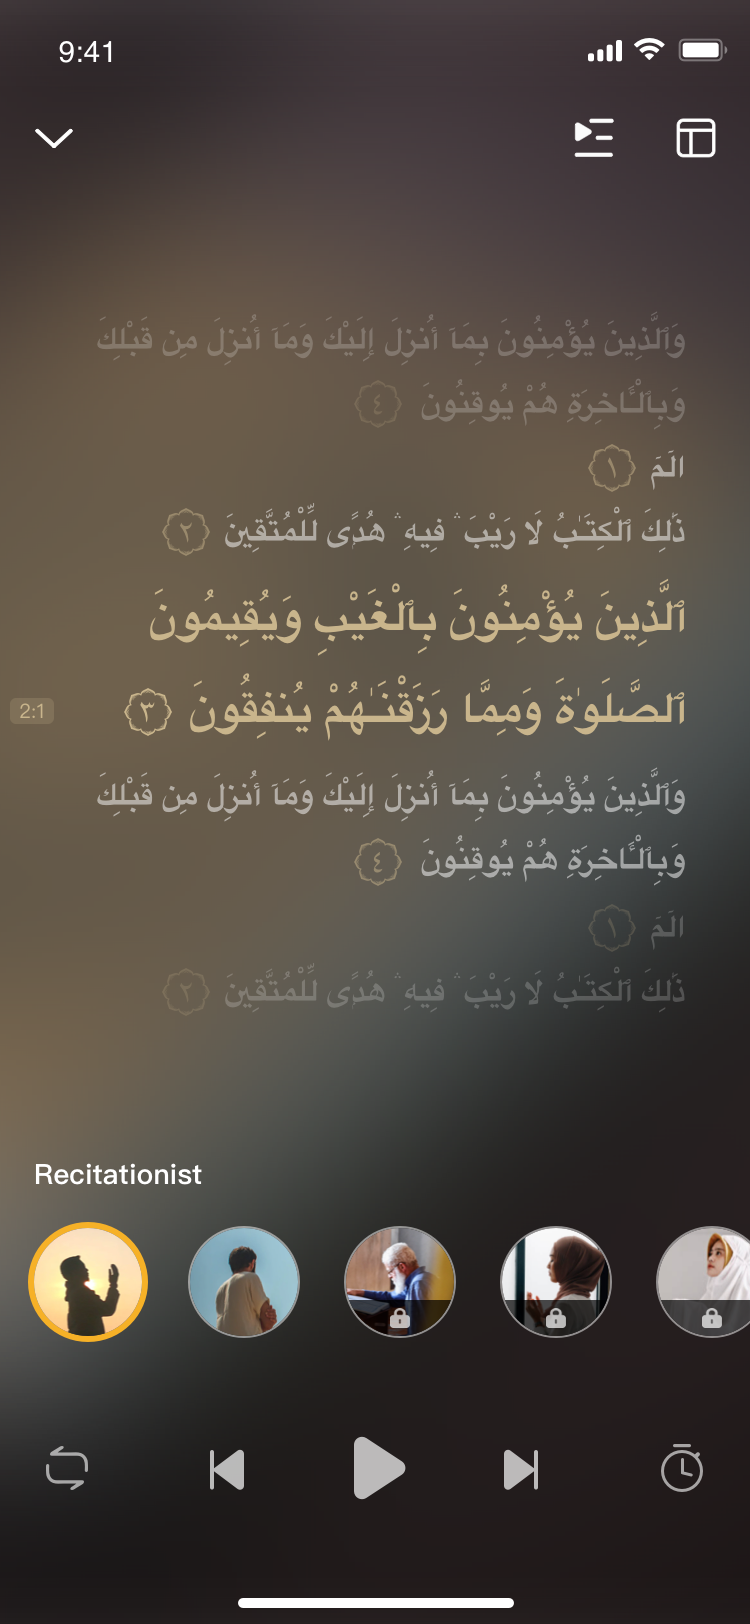 9:41
وَٱلَّذِينَ يُؤْمِنُونَ بِمَآ أُنزِلَ إِلَيْكَ وَمَآ أُنزِلَ مِن قَبْلِكَ
وَبِٱلْـَٔاخِرَةِ هُمْ يُوقِنُونَ ٤
الٓمٓ ١
ذَٰلِكَ ٱلْكِتَـٰبُ لَا رَيْبَ ۛ فِيهِ ۛ هُدًى لِّلْمُتَّقِينَ ٢
ٱلَّذِينَ يُؤْمِنُونَ بِٱلْغَيْبِ وَيُقِيمُونَ
2:1
ٱلصَّلَوٰةَ وَمِمَّا رَزَقْنَـٰهُمْ يُنفِقُونَ ٣
وَٱلَّذِينَ يُؤْمِنُونَ بِمَآ أُنزِلَ إِلَيْكَ وَمَآ أُنزِلَ مِن قَبْلِكَ
وَبِٱلْـَٔاخِرَةِ هُمْ يُوقِنُونَ ٤
الٓمٓ ١
ذَٰلِكَ ٱلْكِتَـٰبُ لَا رَيْبَ ۛ فِيهِ ۛ هُدًى لِّلْمُتَّقِينَ ٢
Recitationist